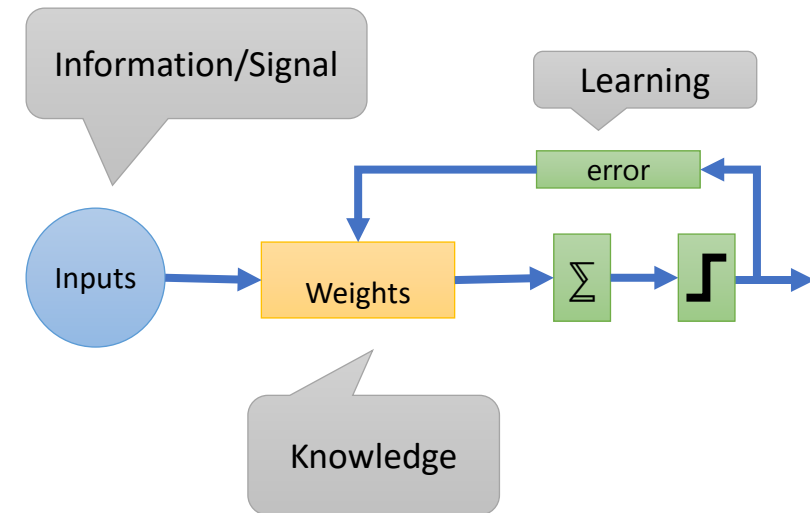 Information/Signal
Learning
error
Inputs
Weights
∑
Knowledge